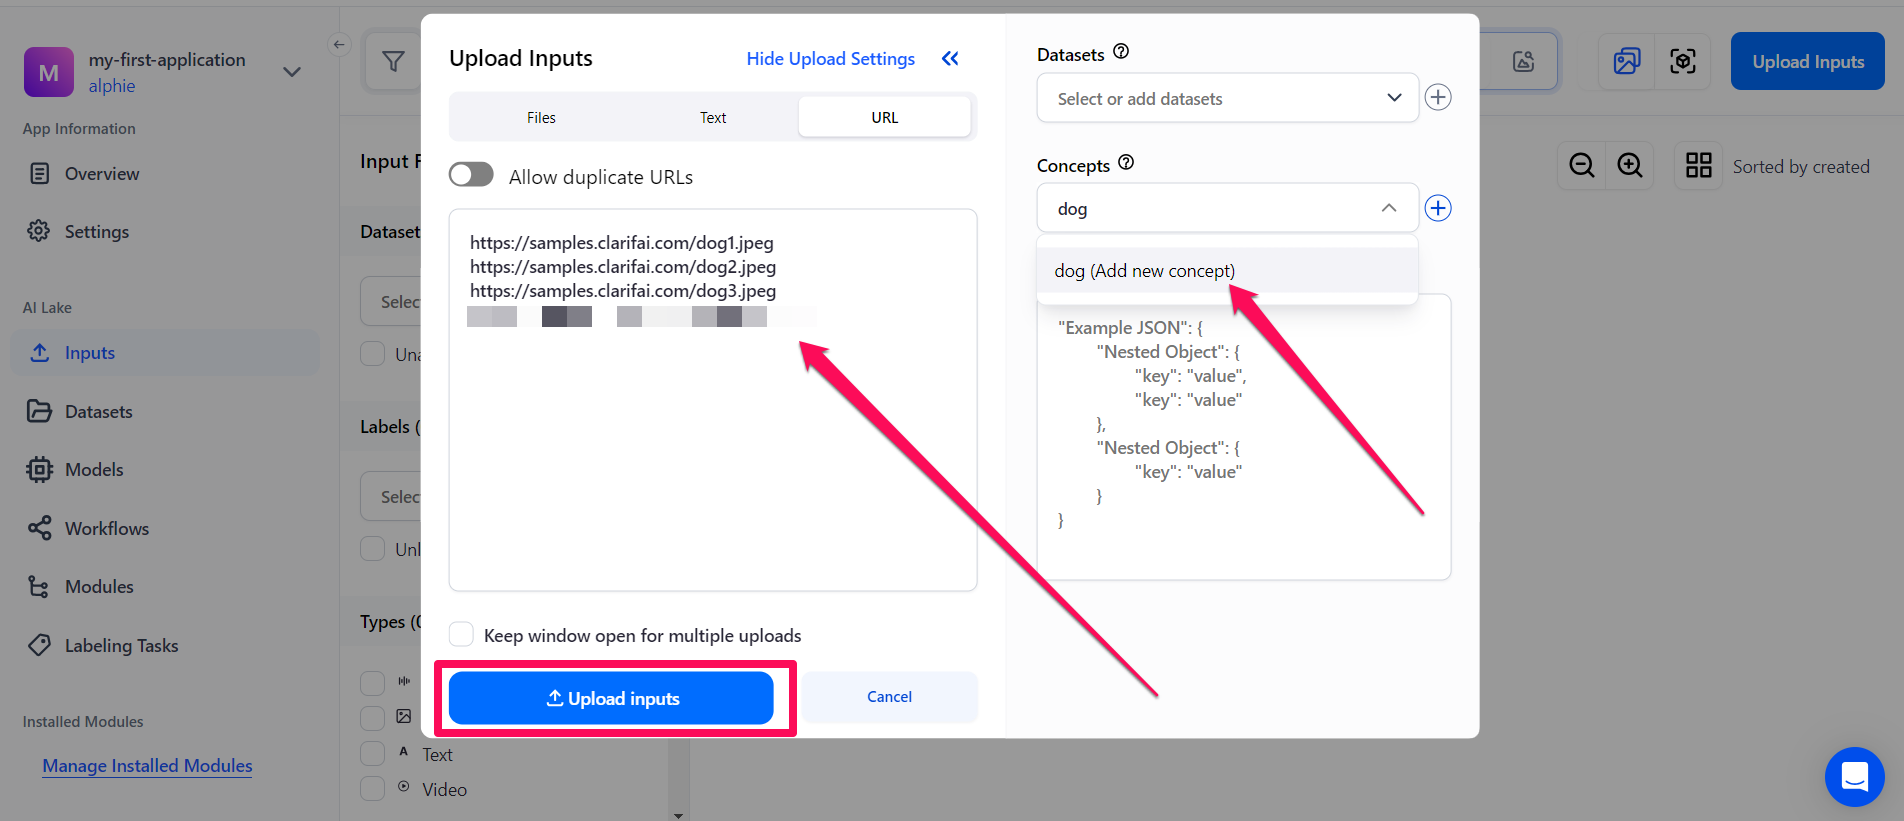 M
my-first-application
alphie
App Information
Overview
Settings
AI Lake
Inputs
Datasets
Models
Workflows
Modules
Labeling Tasks
Installed Modules
Manage Installed Modules
Input F
Dataset
Selec
Una
Labels (
Selec
Unl
Types (0
A Text
Video
Upload Inputs
Hide Upload Settings
Files
Text
URL
Allow duplicate URLs
https://samples.clarifai.com/dog1.jpeg
https://samples.clarifai.com/dog2.jpeg
https://samples.clarifai.com/dog3.jpeg
Keep window open for multiple uploads
Upload inputs
Cancel
Datasets
Select or add datasets
Concepts
dog
dog (Add new concept)
"Example JSON": {
"Nested Object": {
"key": "value",
"key": "value"
},
"Nested Object": {
"key": "value"
}
}
Upload Inputs
Sorted by created